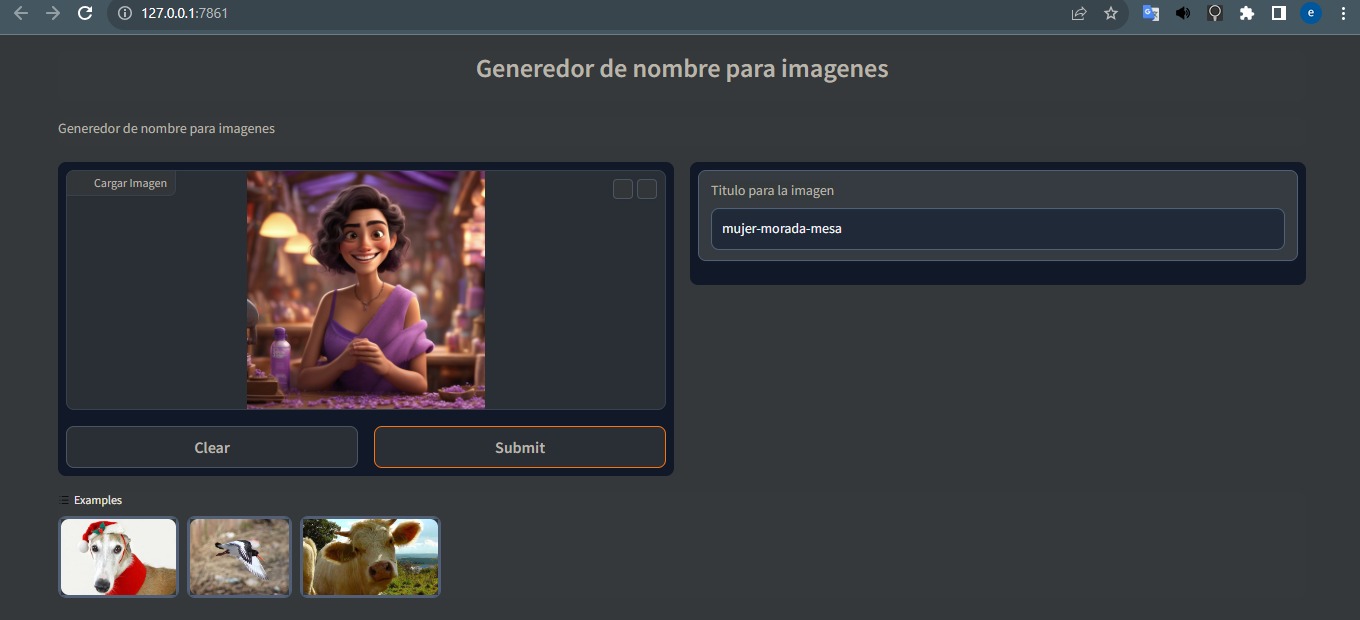 127.0.0.1:7861
e
Generedor de nombre para imagenes
Generedor de nombre para imagenes
Cargar Imagen
Titulo para la imagen
mujer-morada-mesa
Clear
Submit
Examples